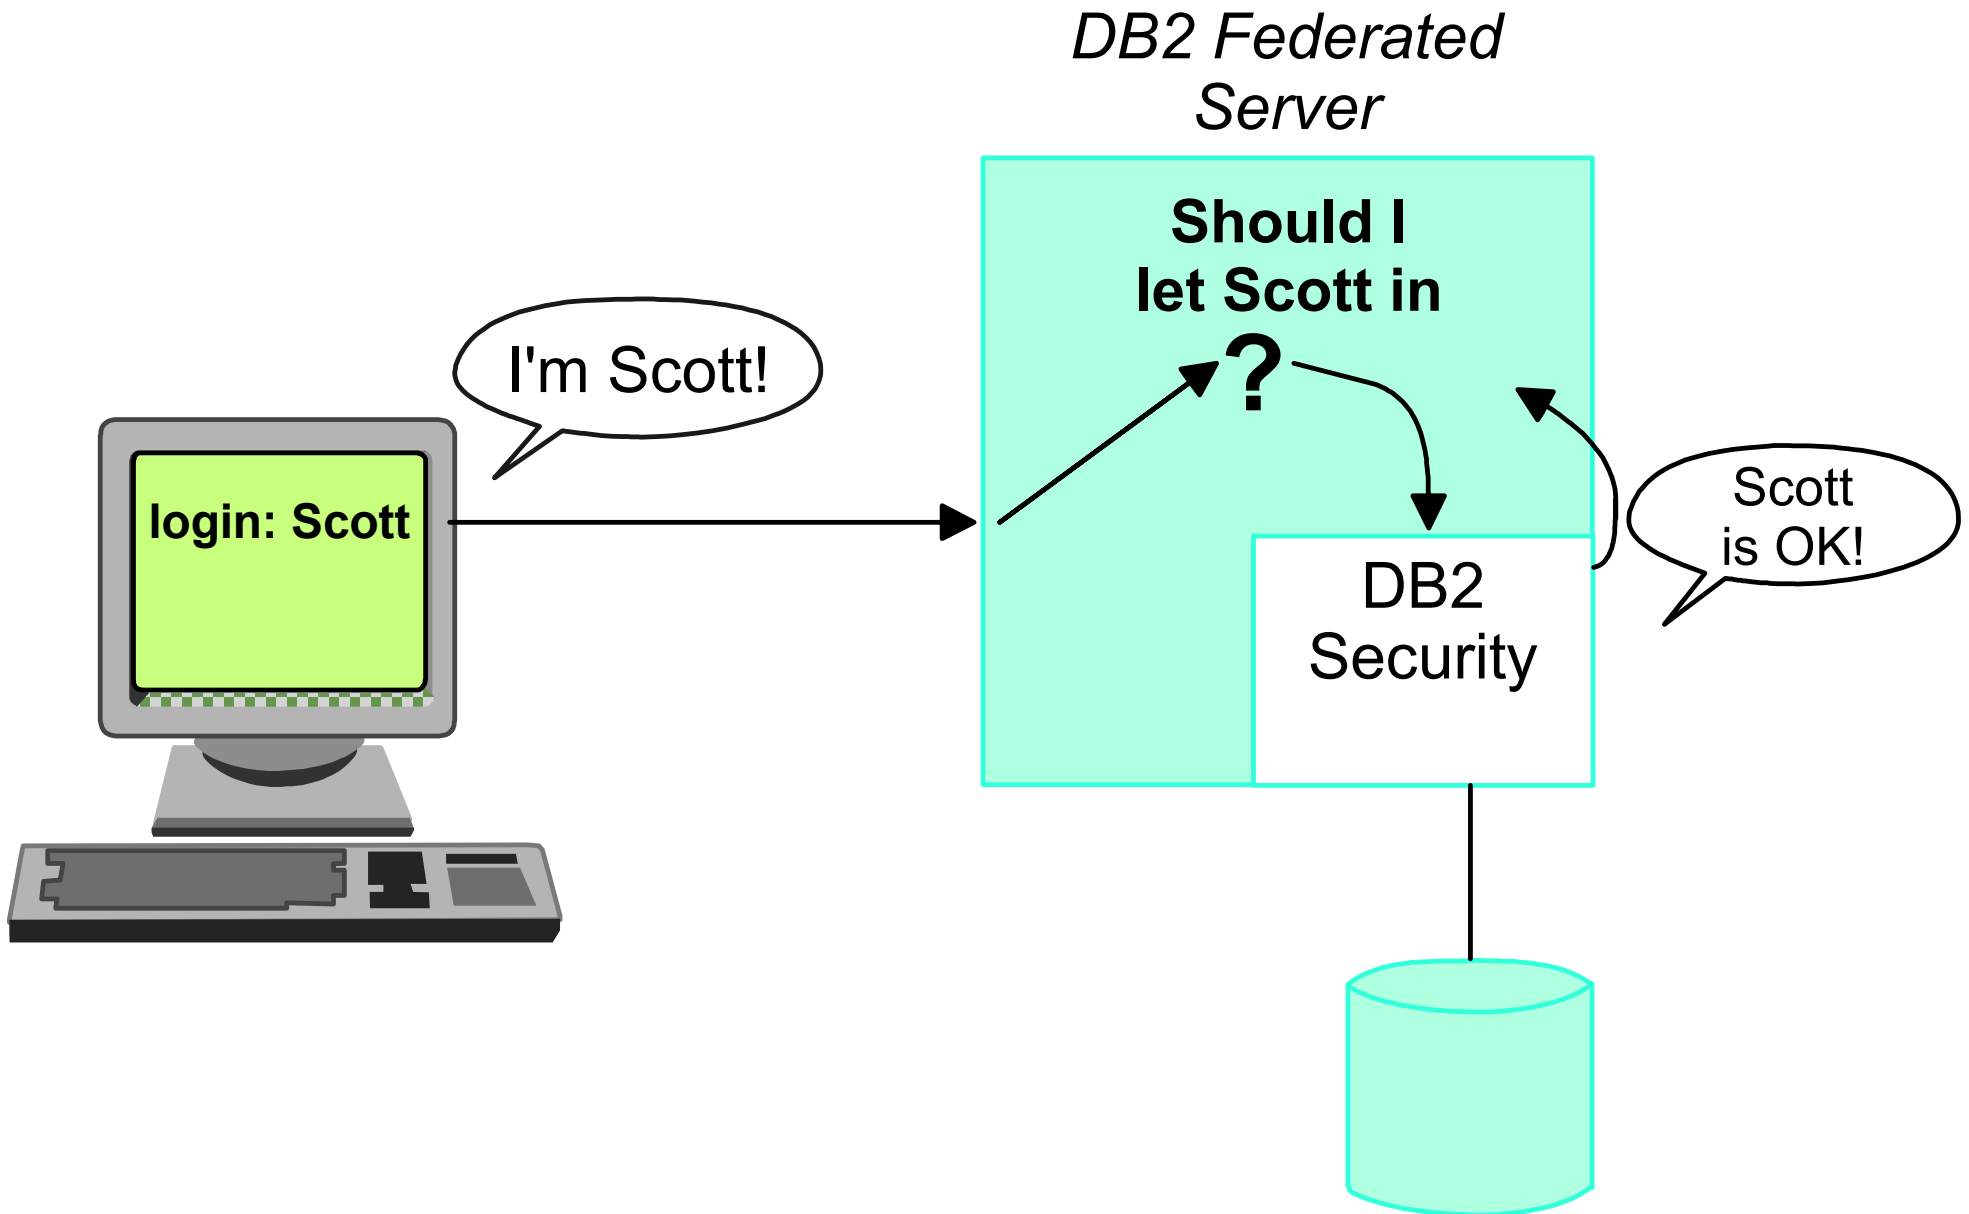 DB2 Federated
Server
Should I
let Scott in
?
I'm Scott!
login: Scott
Scott
is OK!
DB2
Security